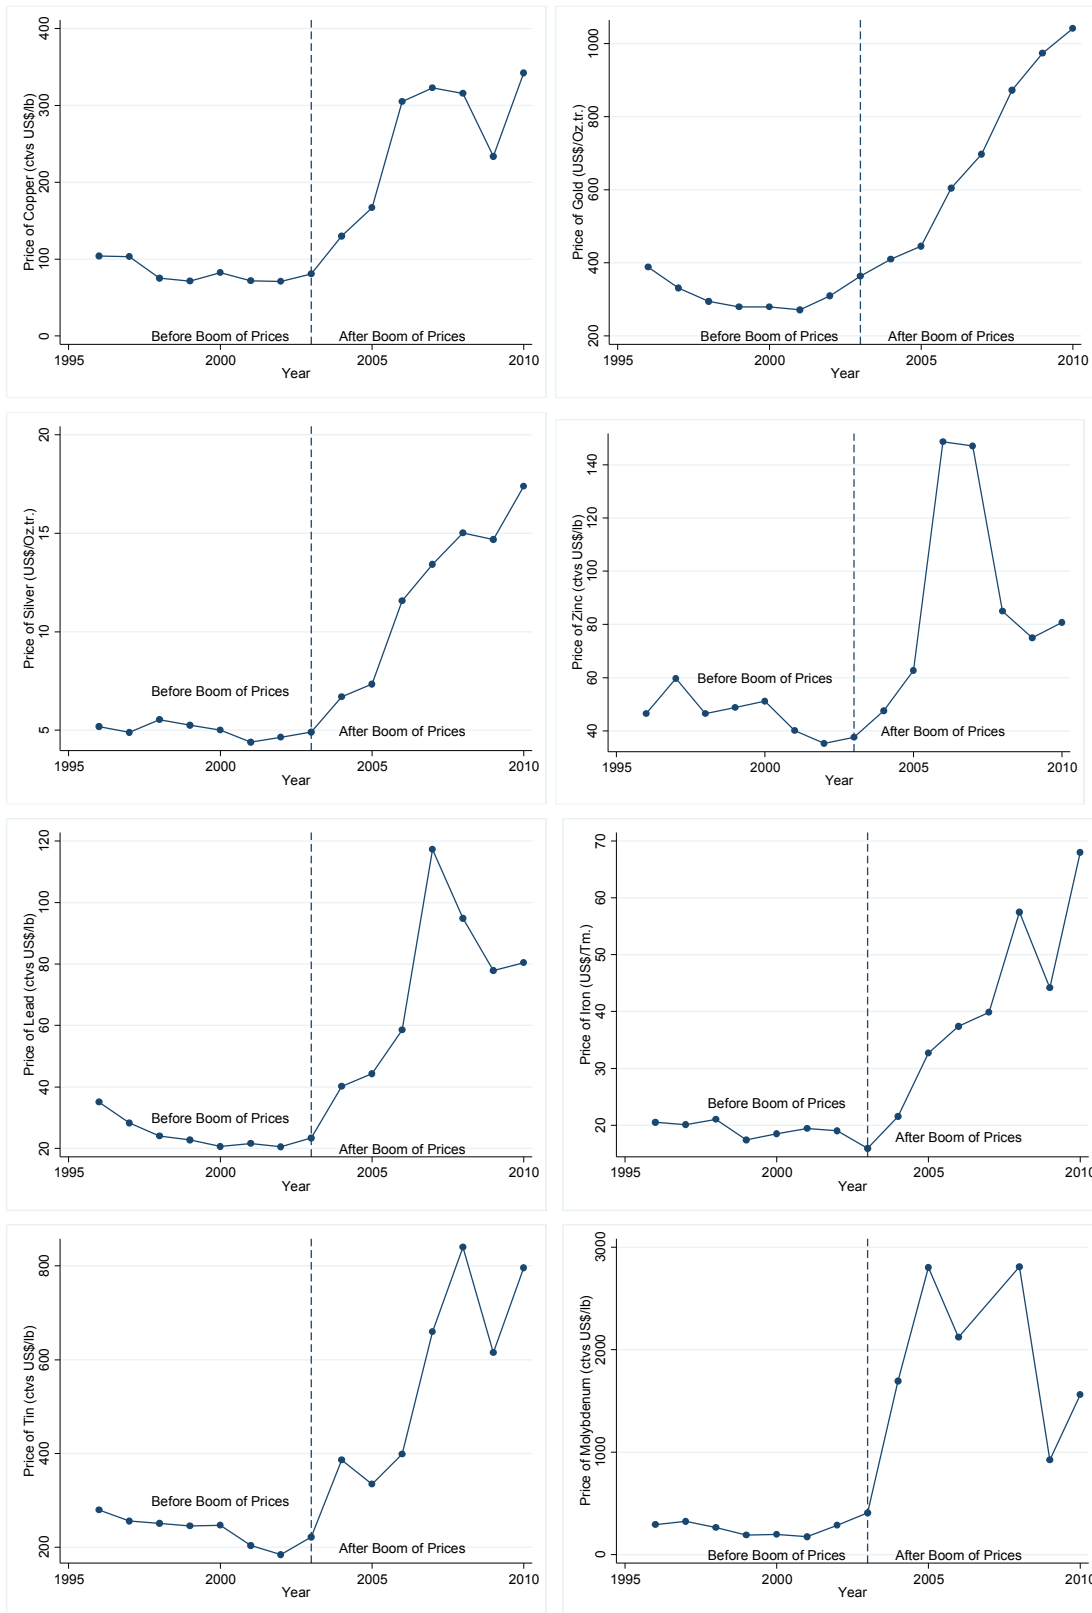 Price of Copper (ctvs US$/lb)
0 100 200 300 400
Before Boom of Prices After Boom of Prices
1995 2000 2005 2010
Year
Price of Gold (US$/Oz.tr.)
200 400 600 800 1000
Before Boom of Prices After Boom of Prices
1995 2000 2005 2010
Year
Price of Silver (US$/Oz.tr.)
5 10 15 20
Before Boom of Prices
After Boom of Prices
1995 2000 2005 2010
Year
Price of Zinc (ctvs US$/lb)
40 60 80 100 120 140
Before Boom of Prices
After Boom of Prices
1995 2000 2005 2010
Year
Price of Lead (ctvs US$/lb)
20 40 60 80 100 120
Before Boom of Prices
After Boom of Prices
1995 2000 2005 2010
Year
Price of Iron (US$/Tm.)
20 30 40 50 60 70
Before Boom of Prices
After Boom of Prices
1995 2000 2005 2010
Year
Price of Tin (ctvs US$/lb)
200 400 600 800
Before Boom of Prices
After Boom of Prices
1995 2000 2005 2010
Year
Price of Molybdenum (ctvs US$/lb)
0 1000 2000 3000
Before Boom of Prices After Boom of Prices
1995 2000 2005 2010
Year